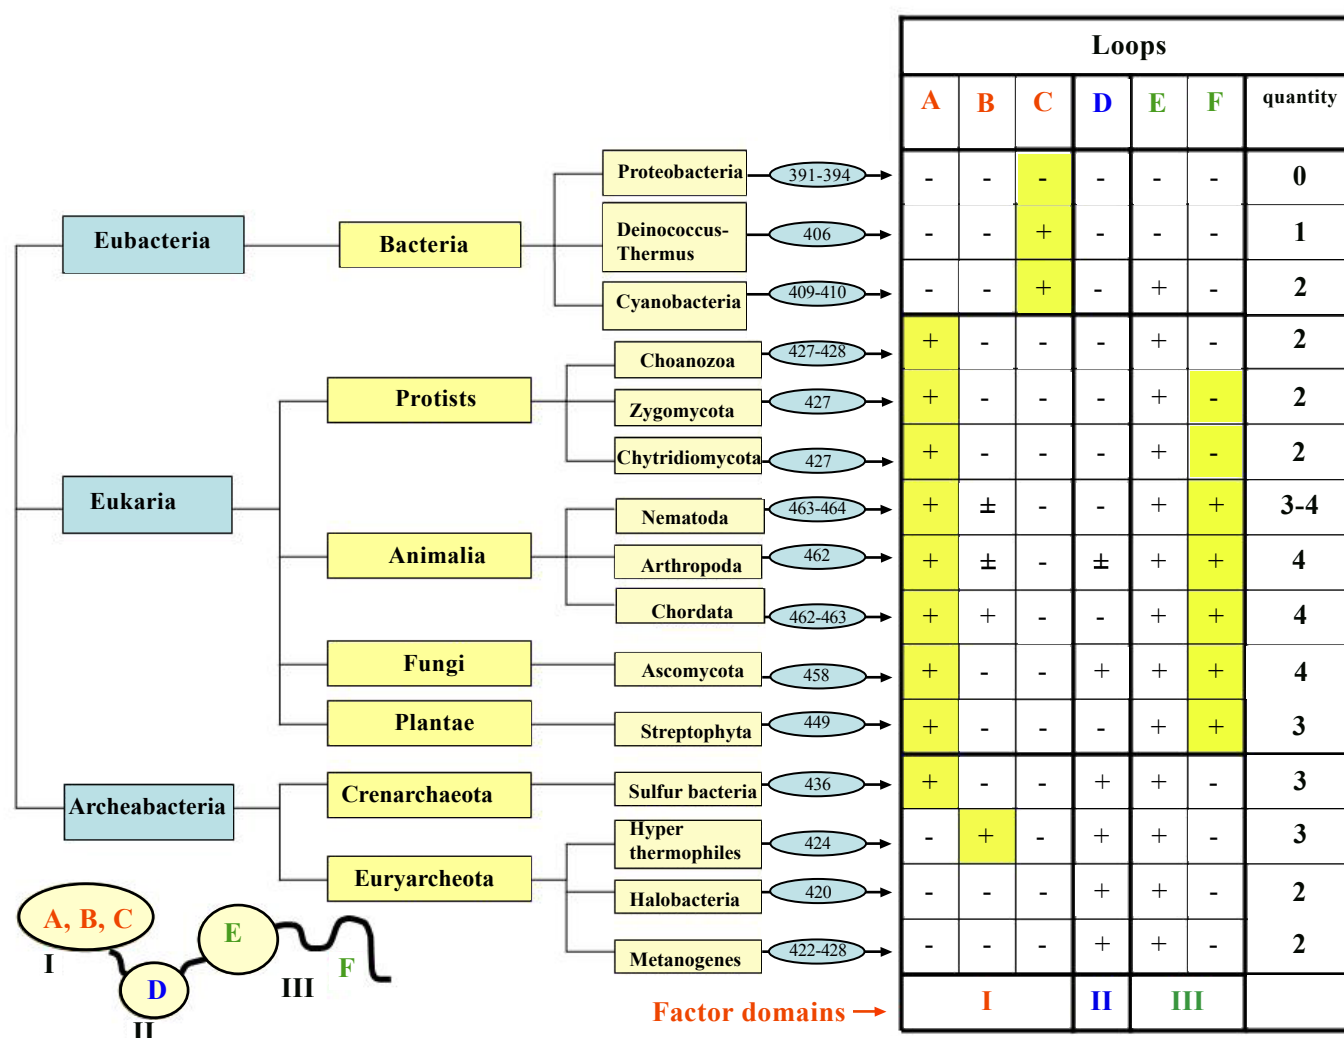 Loops
A B C D E F quantity
Proteobacteria 391-394 - - - - - - 0
Eubacteria Bacteria Deinoccus-
Thermus 406 - - + - - - 1
Cyanobacteria 409-410 - - + - + - 2
Choanozoa 427-428 + - - - + - 2
Protists Zygomycota 427 + - - - + - 2
Chytridiomycota 427 + - - - + - 2
Eukaria Nematoda 463-464 + ± - - + + 3-4
Animalia Arthropoda 462 + ± - ± + + 4
Chordata 462-463 + + - - + + 4
Fungi Ascomycota 458 + - - + + + 4
Plantae Streptophyta 449 + - - - + + 3
Archeabacteria Crenarchaeota Sulfur bacteria 436 + - - + + - 3
Hyper
thermophiles 424 - + - + + - 3
Euryarcheota Halobacteria 420 - - - + + - 2
Metanogenes 422-428 - - - + + - 2
A, B, C E
I D F
II III
Factor domains I II III